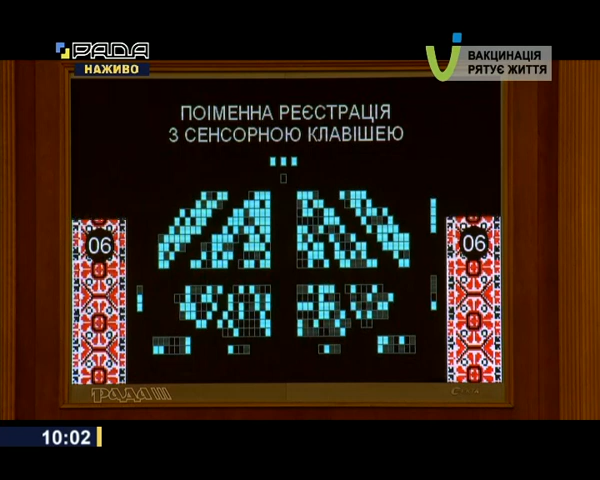 РАДА
НАЖИВО
ВАКЦИНАЦІЯ
РЯТУЄ ЖИТТЯ
ПОІМЕННА РЕЄСТРАЦІЯ
З СЕНСОРНОЮ КЛАВІШЕЮ
06
06
РАДА
10:02